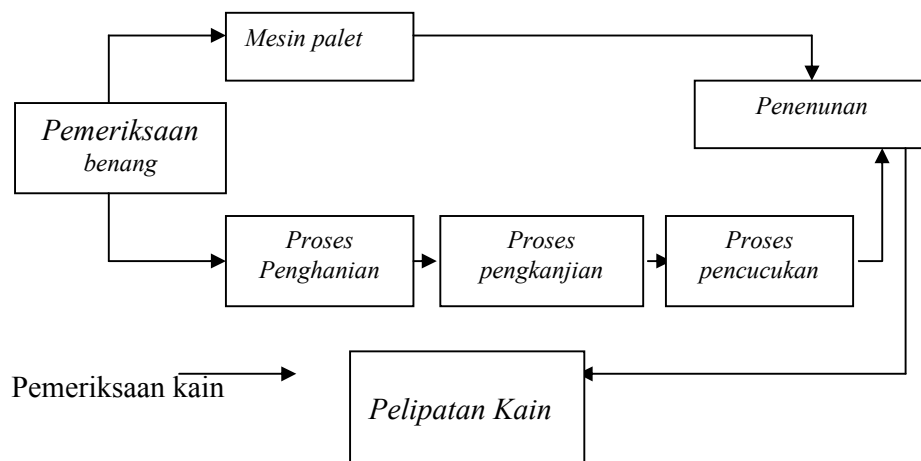 Mesin palet
Penenunan
Pemeriksaan
benang
Proses
Penghanian
Proses
pengkanjian
Proses
pencucukan
Pemeriksaan kain
Pelipatan Kain